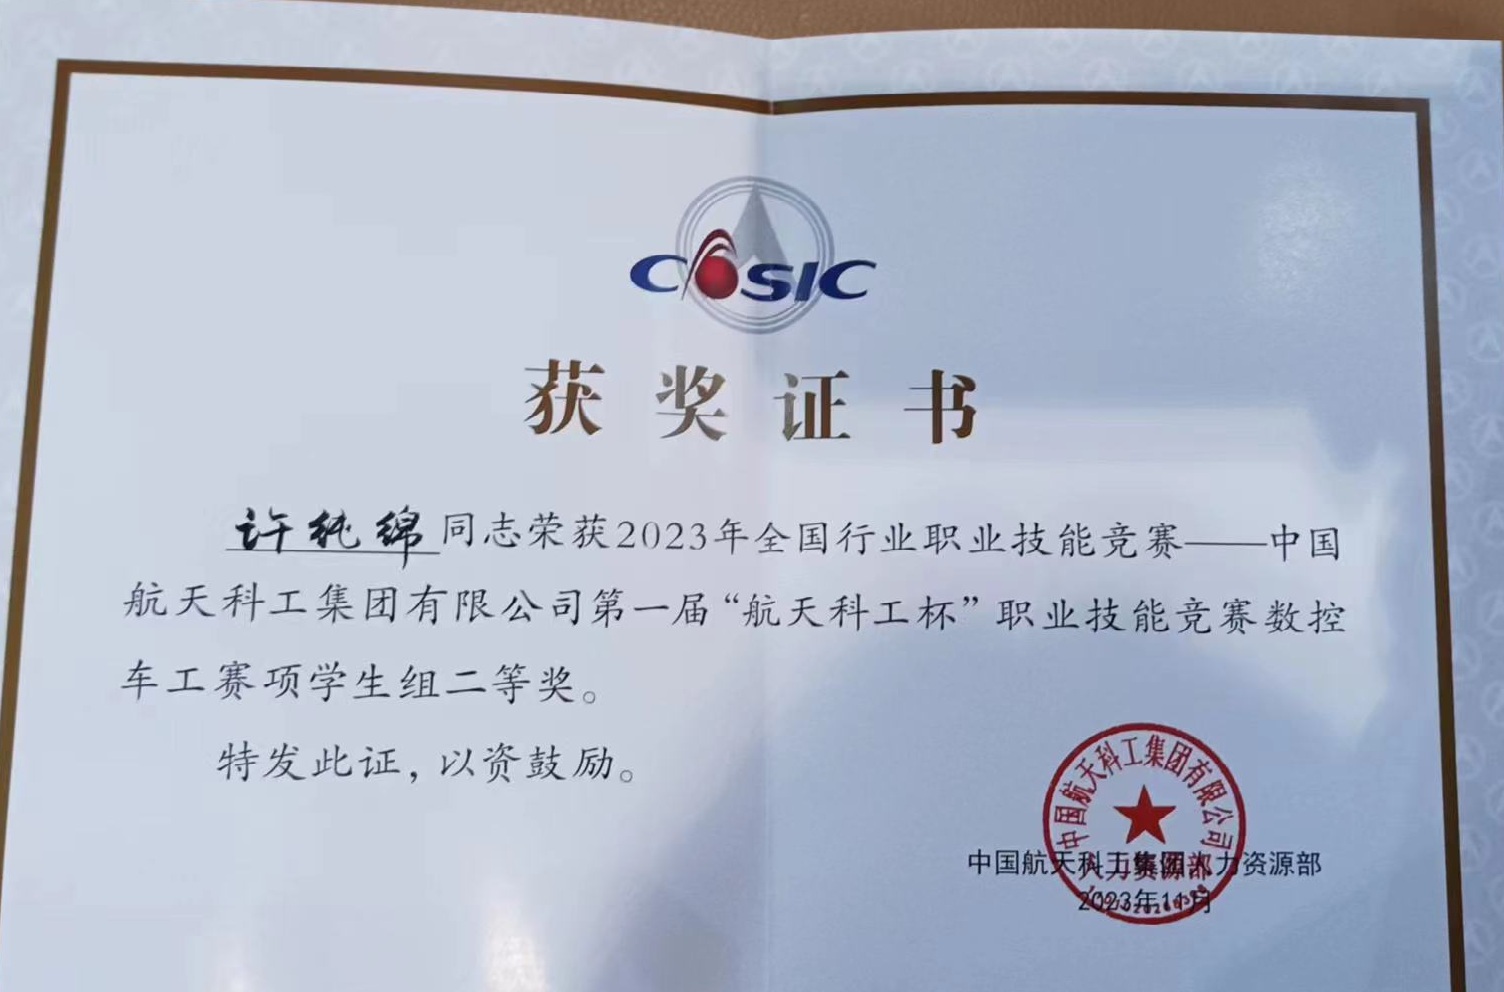 CASIC
获奖证书
许纯绵同志荣获2023年全国行业职业技能竞赛——中国
航天科工集团有限公司第一届“航天科工杯”职业技能竞赛数控
车工赛项学生组二等奖。
特发此证，以资鼓励。
中国航天科工集团有限公司
人力资源部
中国航天科工集团人力资源部
2023年11月